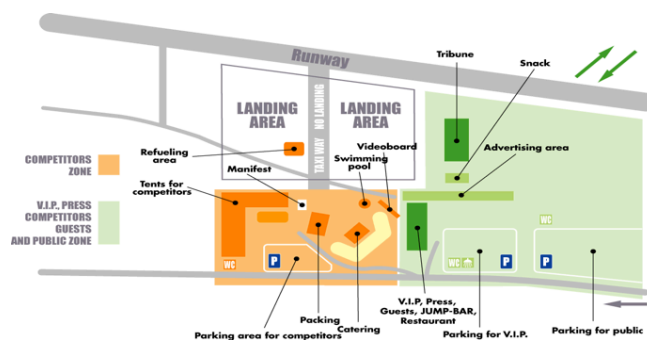 Runway
Tribune
Snack
LANDING
AREA
TAXI WAY NO LANDING
LANDING
AREA
Videoboard
Advertising area
Refueling
area
Swimming
pool
COMPETITORS
ZONE
Manifest
Tents for
competitors
V.I.P., PRESS
COMPETITORS
GUESTS
AND PUBLIC ZONE
WC
WC
P
P
WC
P
P
Packing
Catering
Parking area for competitors
V.I.P, Press,
Guests, JUMP-BAR,
Restaurant
Parking for V.I.P.
Parking for public